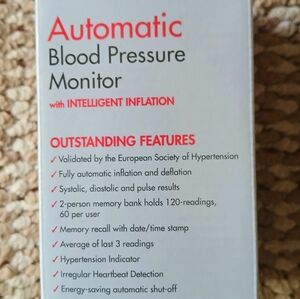 Automatic
Blood Pressure
Monitor
with INTELLIGENT INFLATION
OUTSTANDING FEATURES
✓ Validated by the European Society of Hypertension
✓ Fully automatic inflation and deflation
✓ Systalic, diastolic and pulse results
✓ 2-person memory bank holds 120-readings,
60 per user
✓ Memory recall with date/time stamp
✓ Average of last 3 readings
✓ Hypertension Indicator
✓ Irregular Heartbeat Detection
✓ Energy-saving automatic shut-off